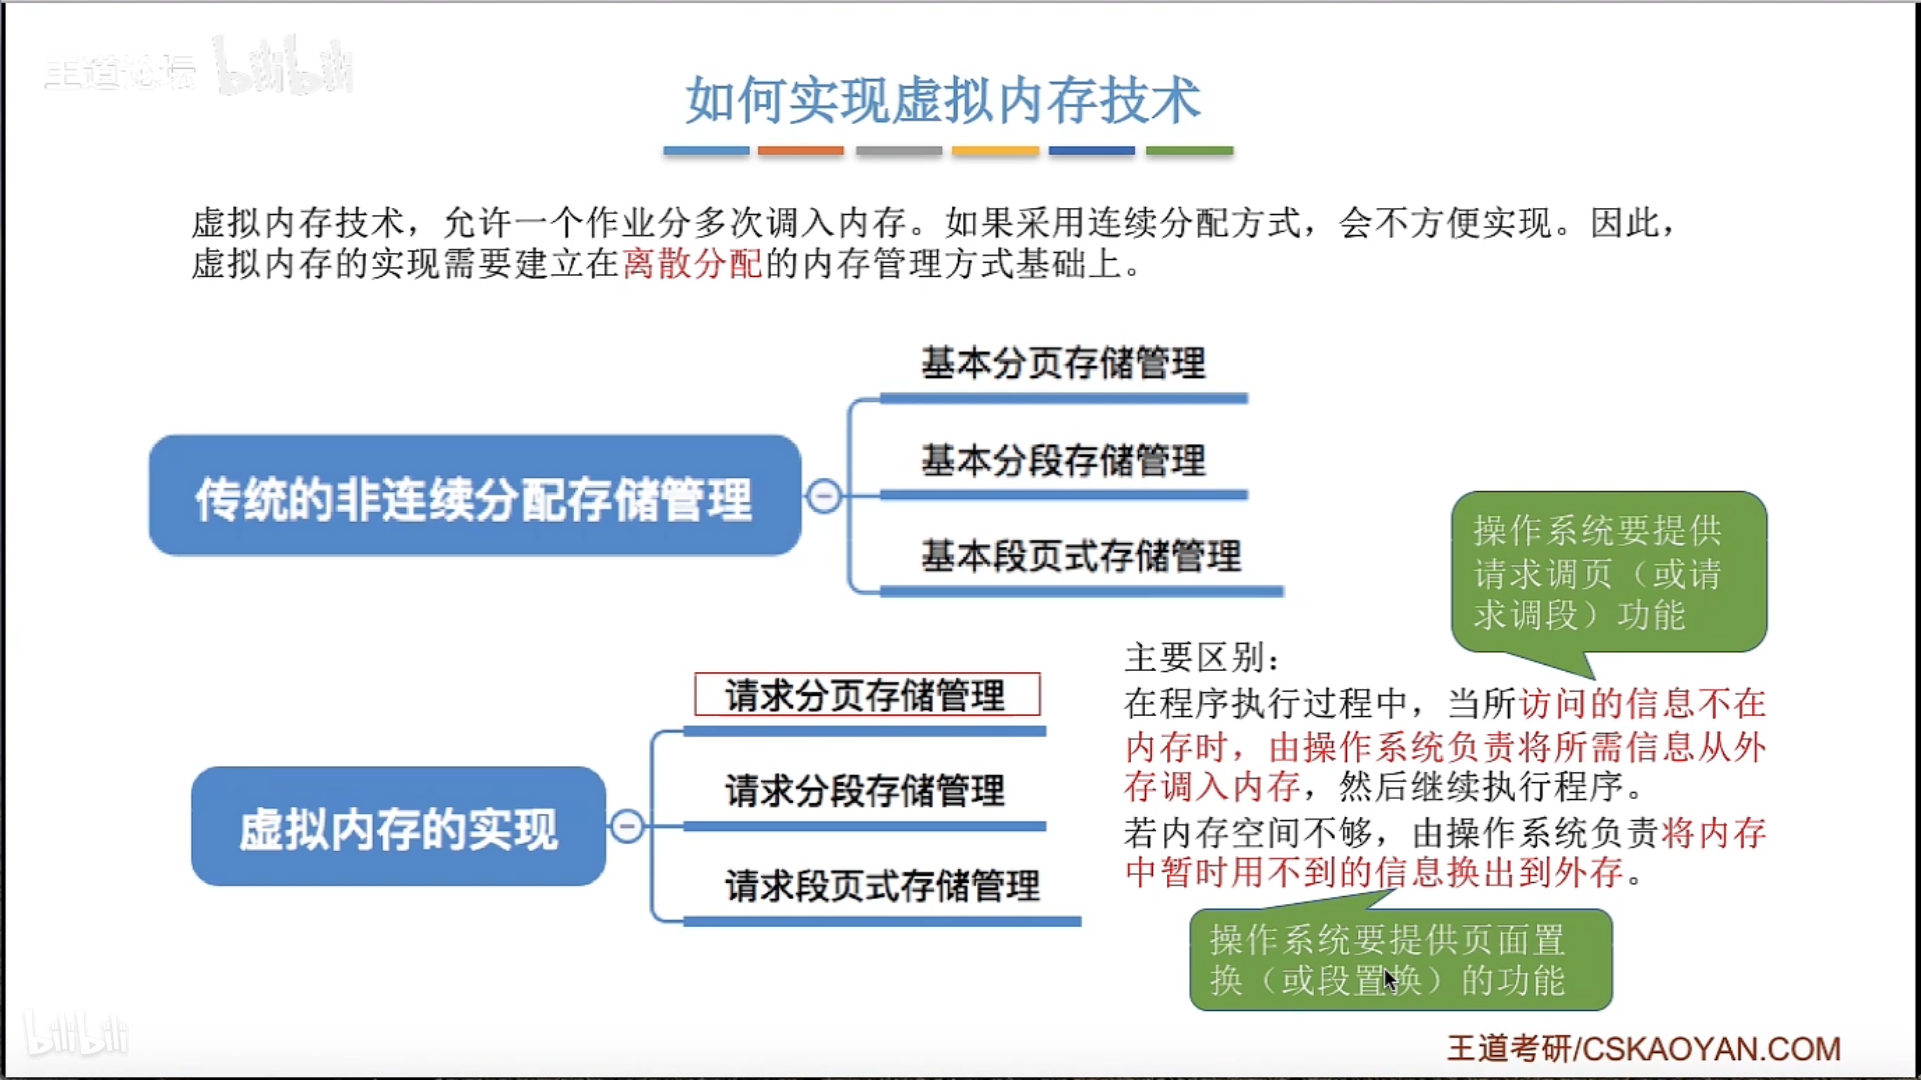 王道论坛 bilibili
如何实现虚拟内存技术
虚拟内存技术，允许一个作业分多次调入内存。如果采用连续分配方式，会不方便实现。因此，
虚拟内存的实现需要建立在离散分配的内存管理方式基础上。
传统的非连续分配存储管理
基本分页存储管理
基本分段存储管理
基本段页式存储管理
虚拟内存的实现
请求分页存储管理
请求分段存储管理
请求段页式存储管理
操作系统要提供
请求调页（或请
求调段）功能
主要区别：
在程序执行过程中，当所访问的信息不在
内存时，由操作系统负责将所需信息从外
存调入内存，然后继续执行程序。
若内存空间不够，由操作系统负责将内存
中暂时用不到的信息换出到外存。
操作系统要提供页面置
换（或段置换）的功能
bilibili
王道考研/CSKAOYAN.COM